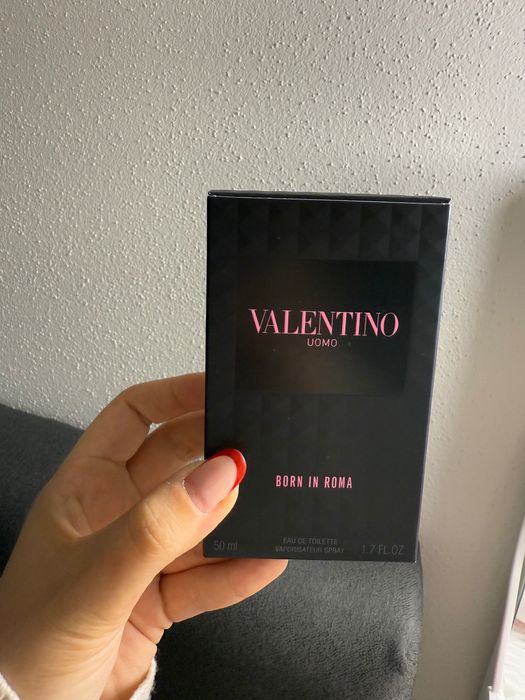 VALENTINO
UOMO
BORN IN ROMA
EAU DE TOILETTE
50 ml VAPORISATEUR SPRAY 1.7 FL.OZ